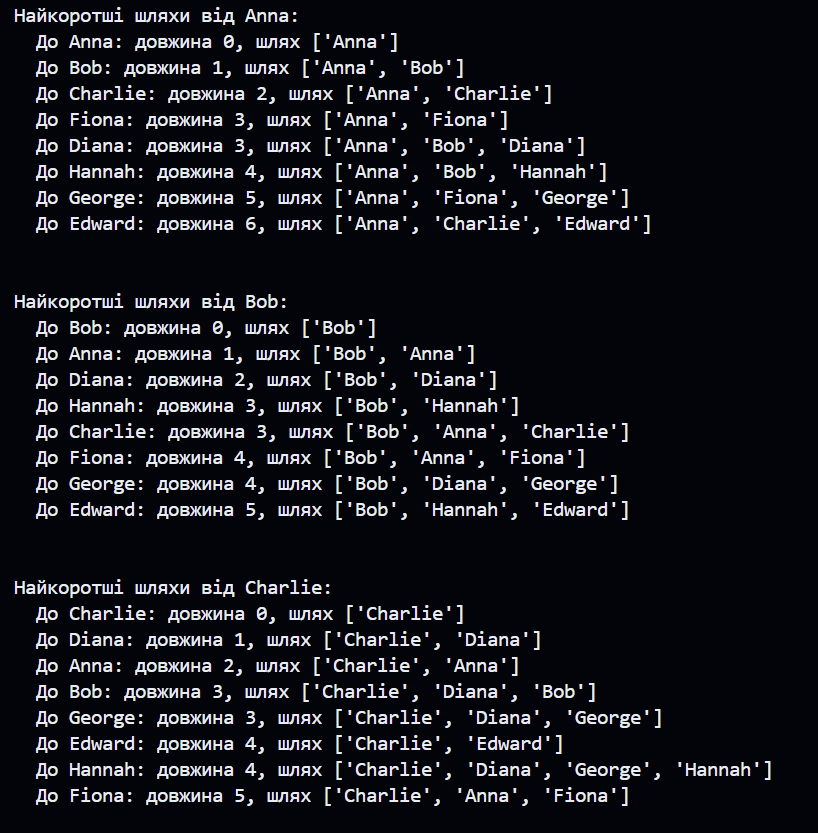 Найкоротші шляхи від Anna:
До Anna: довжина 0, шлях ['Anna']
До Bob: довжина 1, шлях ['Anna', 'Bob']
До Charlie: довжина 2, шлях ['Anna', 'Charlie']
До Fiona: довжина 3, шлях ['Anna', 'Fiona']
До Diana: довжина 3, шлях ['Anna', 'Bob', 'Diana']
До Hannah: довжина 4, шлях ['Anna', 'Bob', 'Hannah']
До George: довжина 5, шлях ['Anna', 'Fiona', 'George']
До Edward: довжина 6, шлях ['Anna', 'Charlie', 'Edward']
Найкоротші шляхи від Bob:
До Bob: довжина 0, шлях ['Bob']
До Anna: довжина 1, шлях ['Bob', 'Anna']
До Diana: довжина 2, шлях ['Bob', 'Diana']
До Hannah: довжина 3, шлях ['Bob', 'Hannah']
До Charlie: довжина 3, шлях ['Bob', 'Anna', 'Charlie']
До Fiona: довжина 4, шлях ['Bob', 'Anna', 'Fiona']
До George: довжина 4, шлях ['Bob', 'Diana', 'George']
До Edward: довжина 5, шлях ['Bob', 'Hannah', 'Edward']
Найкоротші шляхи від Charlie:
До Charlie: довжина 0, шлях ['Charlie']
До Diana: довжина 1, шлях ['Charlie', 'Diana']
До Anna: довжина 2, шлях ['Charlie', 'Anna']
До Bob: довжина 3, шлях ['Charlie', 'Diana', 'Bob']
До George: довжина 3, шлях ['Charlie', 'Diana', 'George']
До Edward: довжина 4, шлях ['Charlie', 'Edward']
До Hannah: довжина 4, шлях ['Charlie', 'Diana', 'George', 'Hannah']
До Fiona: довжина 5, шлях ['Charlie', 'Anna', 'Fiona']